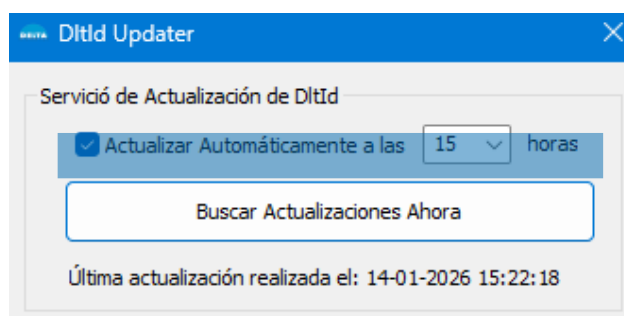 DELTA DltId Updater
Servició de Actualización de DltId
Actualizar Automáticamente a las 15 horas
Buscar Actualizaciones Ahora
Última actualización realizada el: 14-01-2026 15:22:18